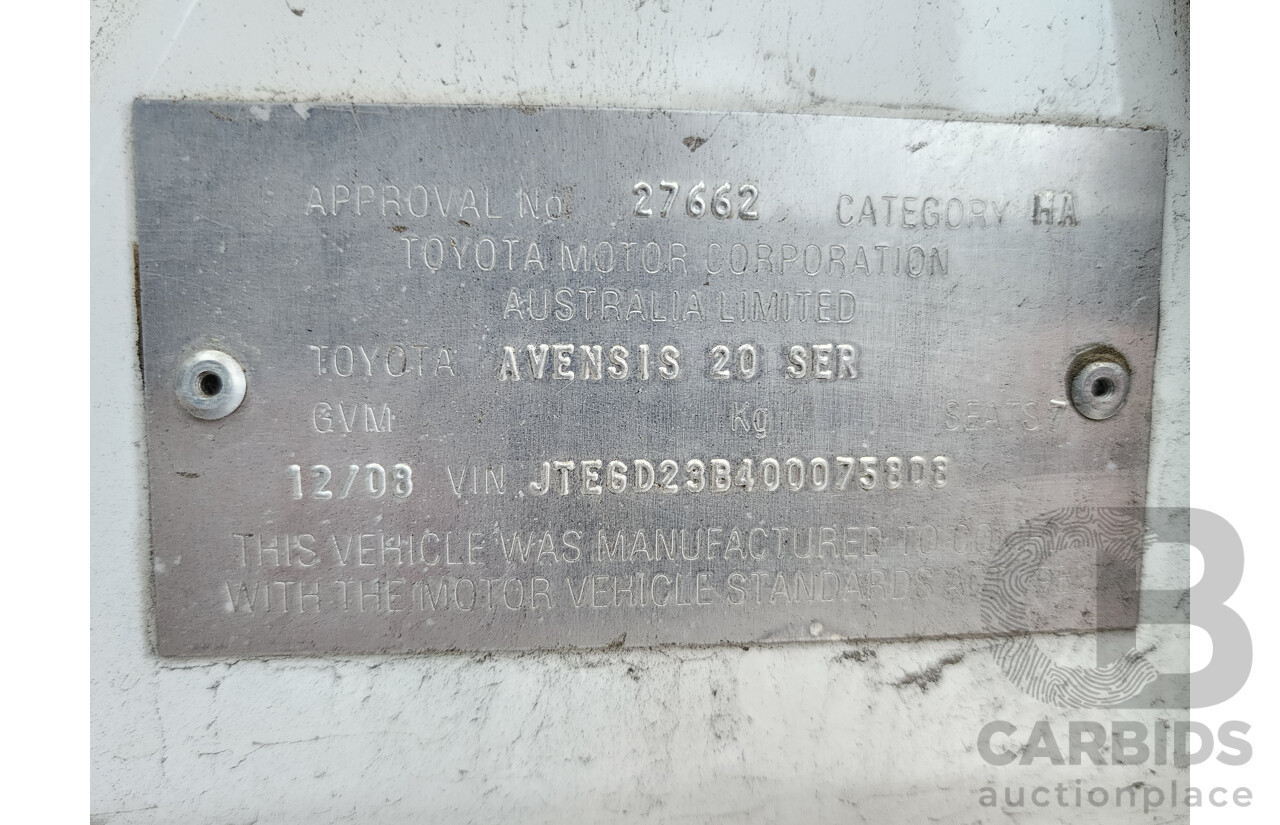 APPROVAL No 27662 CATEGORY HA
TOYOTA MOTOR CORPORATION
AUSTRALIA LIMITED
TOYOTA AVENSIS 20 SER
GVM Kg SEATS 7
12/08 VIN JTEGD23B400075808
THIS VEHICLE WAS MANUFACTURED TO
WITH THE MOTOR VEHICLE STANDARDS
CARBIDS
auctionplace